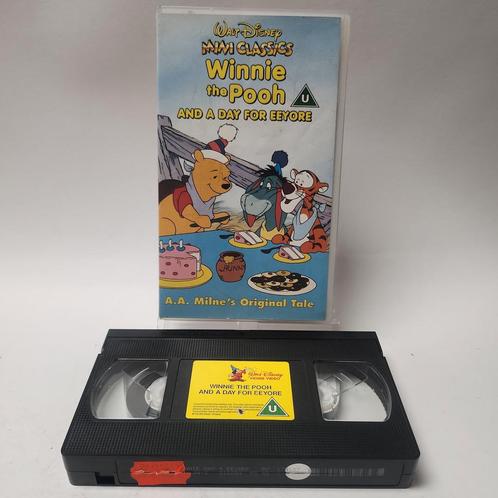 WALT DISNEY
MINI CLASSICS
Winnie
the Pooh
U
AND A DAY FOR EEYORE
HUNNY
A.A. Milne's Original Tale
Walt Disney
HOME VIDEO
WINNIE THE POOH
AND A DAY FOR EEYORE
U